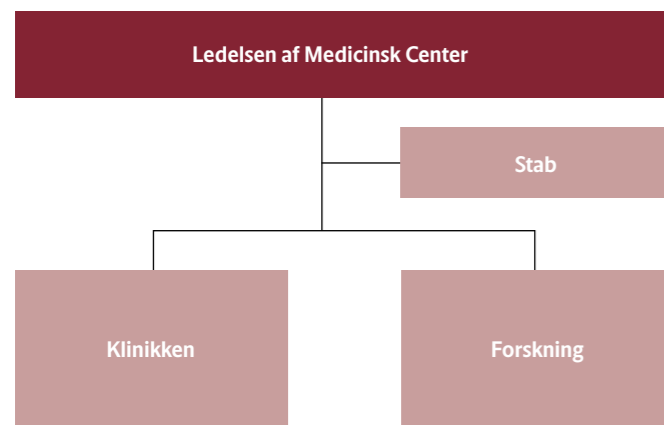 Ledelsen af Medicinsk Center
Stab
Klinikken
Forskning